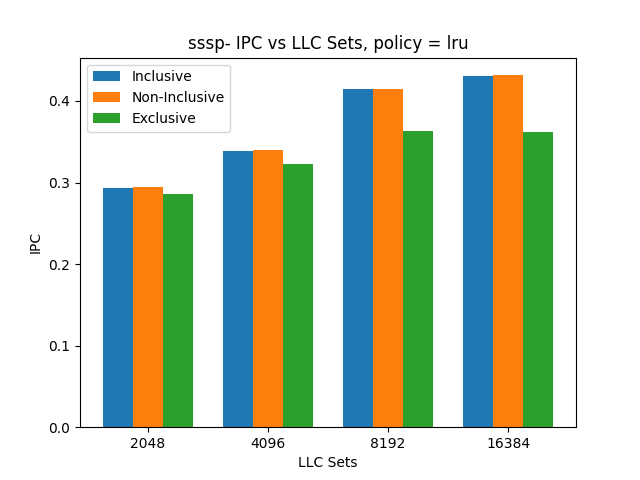 sssp- IPC vs LLC Sets, policy = lru
Inclusive
Non-Inclusive
Exclusive
0.4
0.3
0.2
0.1
0.0
IPC
2048 4096 8192 16384
LLC Sets